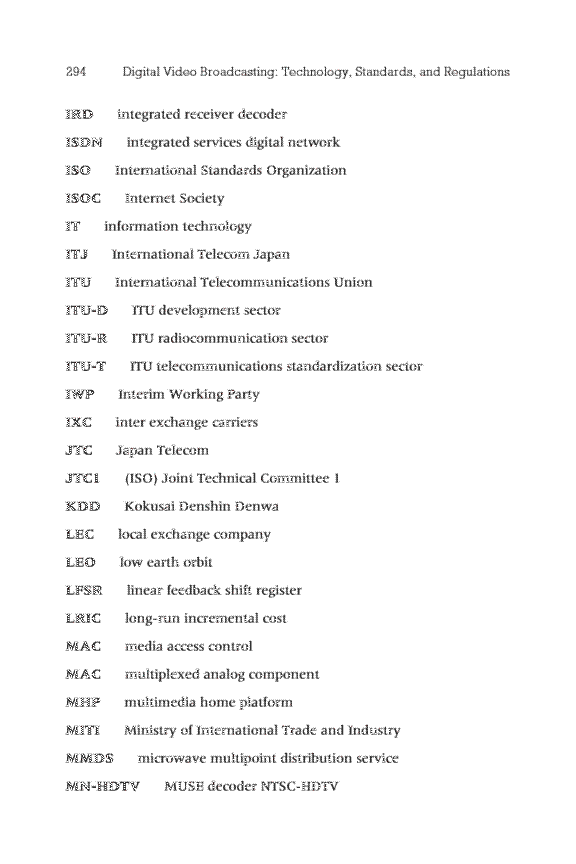 294 Digital Video Broadcasting: Technology, Standards, and Regulations
IRD integrated receiver decoder
ISDN integrated services digital network
ISO International Standards Organization
ISOC Internet Society
IT information technology
ITJ International Telecom Japan
ITU International Telecommunications Union
ITU-D ITU development sector
ITU-R ITU radiocommunication sector
ITU-T ITU telecommunications standardization sector
IWP Interim Working Party
IXC inter exchange carriers
JTC Japan Telecom
JTC1 (ISO) Joint Technical Committee 1
KDD Kokusai Denshin Denwa
LEC local exchange company
LEO low earth orbit
LFSR linear feedback shift register
LRIC long-run incremental cost
MAC media access control
MAC multiplexed analog component
MHP multimedia home platform
MITI Ministry of International Trade and Industry
MMDS microwave multipoint distribution service
MN-HDTV MUSE decoder NTSC-HDTV